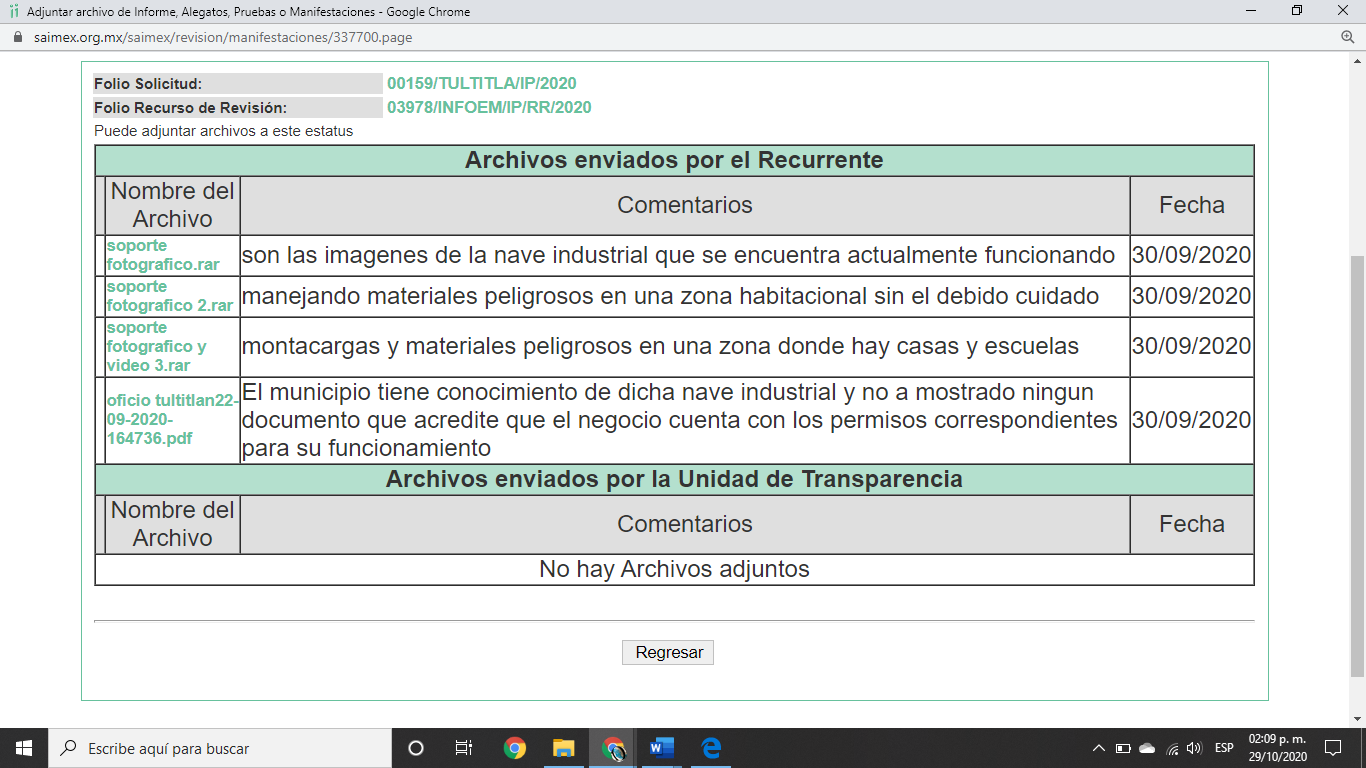 Adjuntar archivo de Informe, Alegatos, Pruebas o Manifestaciones - Google Chrome
saimex.org.mx/saimex/revision/manifestaciones/337700.page
Folio Solicitud: 00159/TULTITLA/IP/2020
Folio Recurso de Revisión: 03978/INFOEM/IP/RR/2020
Puede adjuntar archivos a este estatus
Archivos enviados por el Recurrente
Nombre del
Archivo
Comentarios
Fecha
soporte
fotografico.rar
son las imagenes de la nave industrial que se encuentra actualmente funcionando
30/09/2020
soporte
fotografico 2.rar
manejando materiales peligrosos en una zona habitacional sin el debido cuidado
30/09/2020
soporte
fotografico y
video 3.rar
montacargas y materiales peligrosos en una zona donde hay casas y escuelas
30/09/2020
oficio tultitlan22-
09-2020-
164736.pdf
El municipio tiene conocimiento de dicha nave industrial y no a mostrado ningun
documento que acredite que el negocio cuenta con los permisos correspondientes
para su funcionamiento
30/09/2020
Archivos enviados por la Unidad de Transparencia
Nombre del
Archivo
Comentarios
Fecha
No hay Archivos adjuntos
Regresar
Escribe aquí para buscar
ESP
02:09 p. m.
29/10/2020